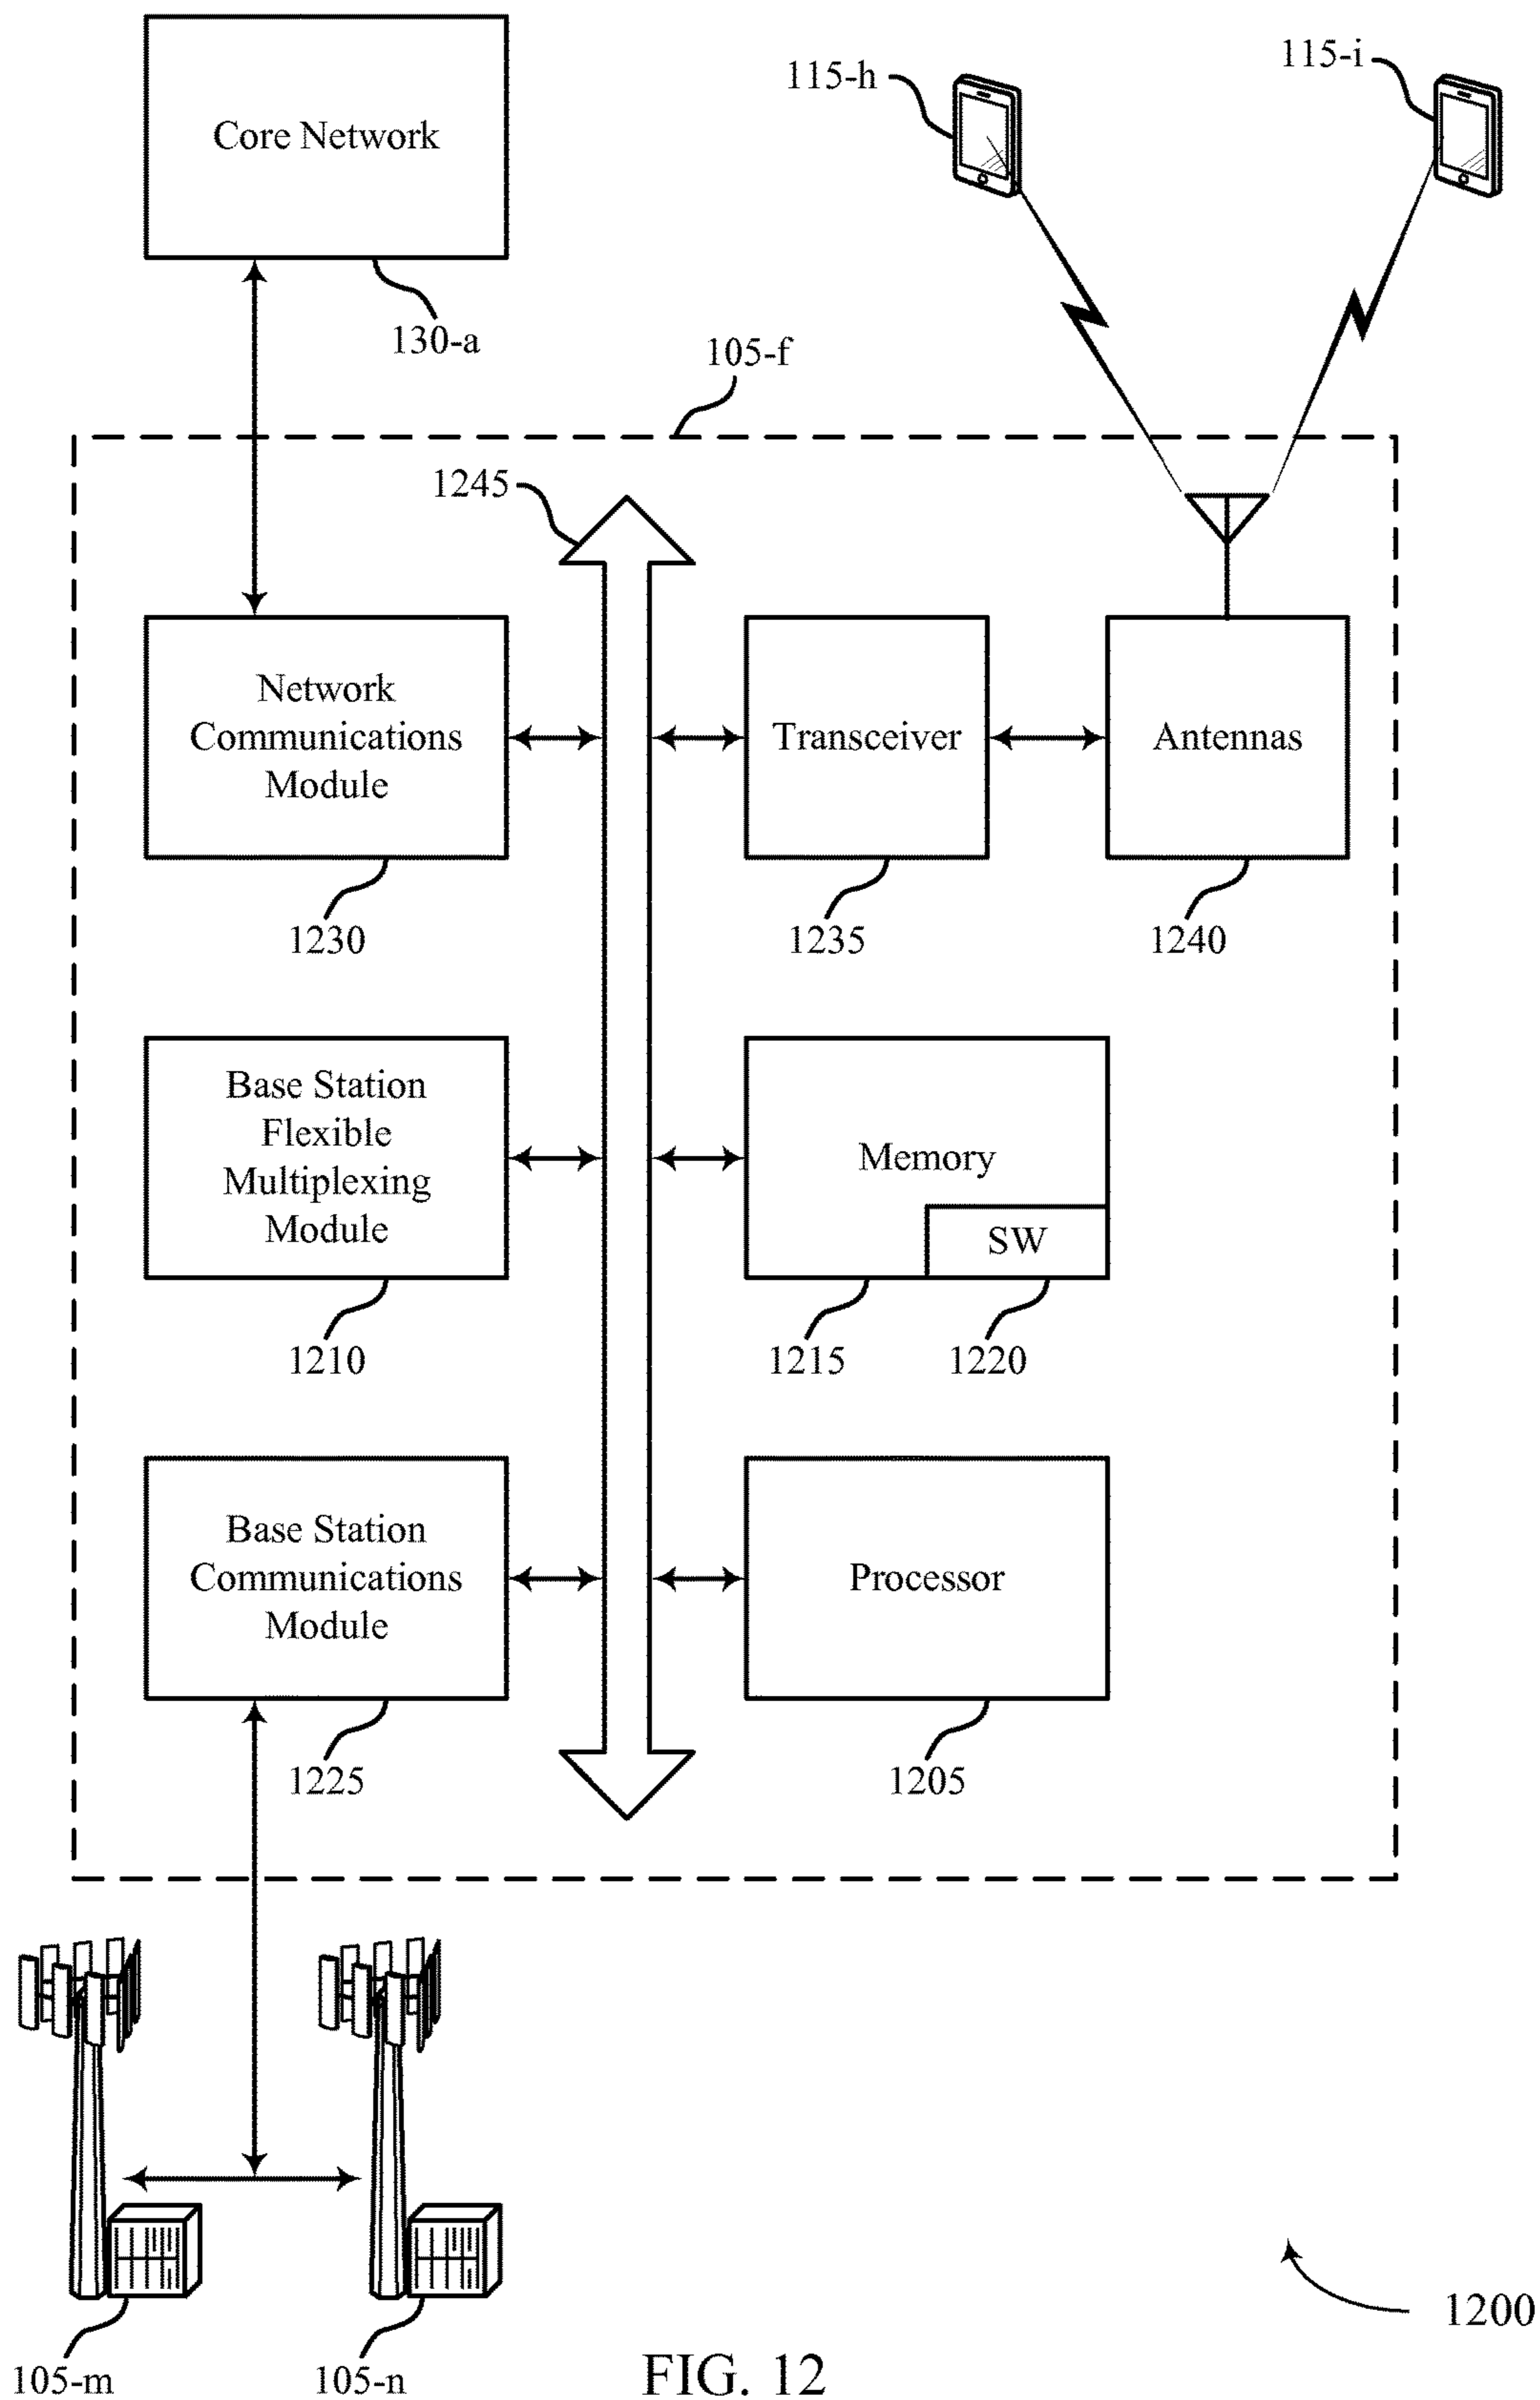 Core Network
130-a
115-h
115-i
105-f
1245
Network
Communications
Module
1230
Transceiver
1235
Antennas
1240
Base Station
Flexible
Multiplexing
Module
1210
Memory
SW
1215
1220
Base Station
Communications
Module
1225
Processor
1205
105-m
105-n
1200
FIG. 12